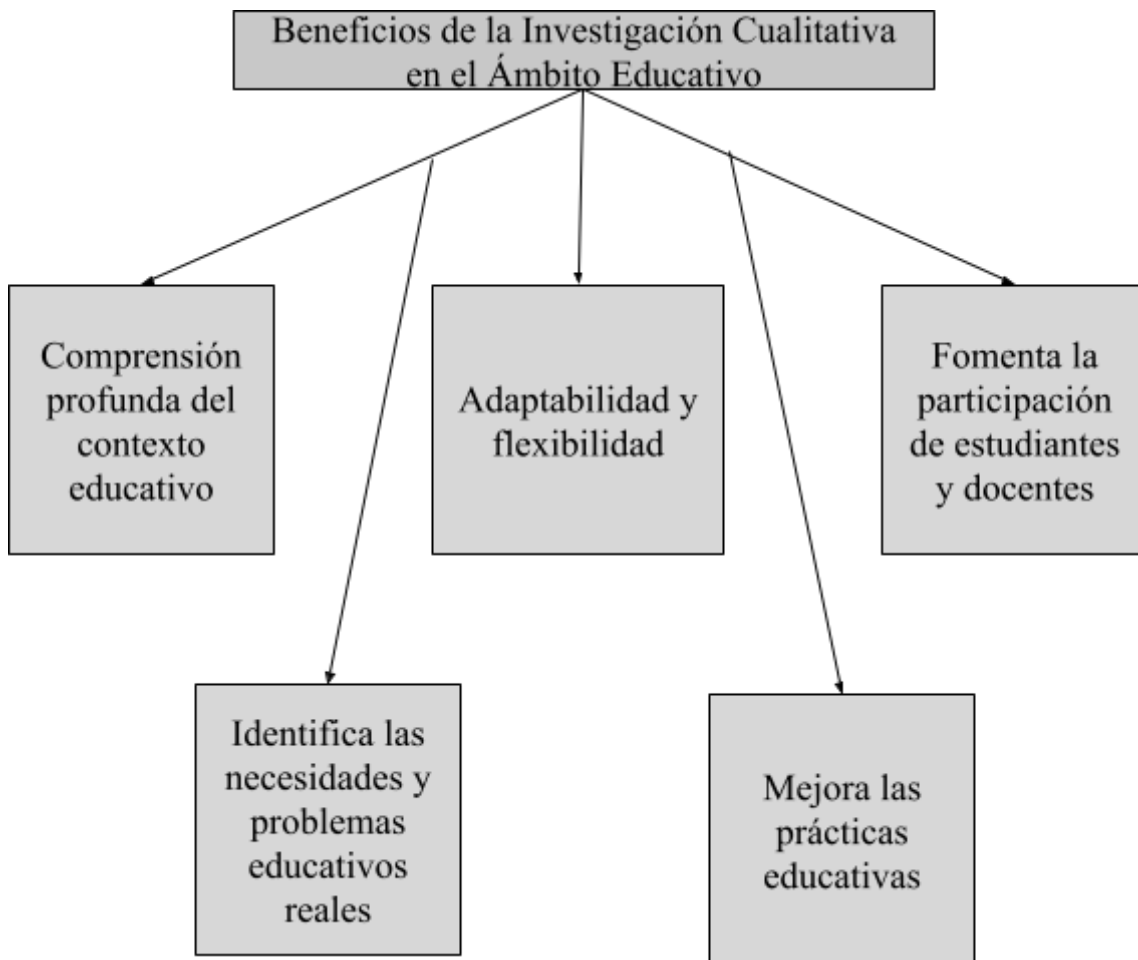 Beneficios de la Investigación Cualitativa
en el Ámbito Educativo
Comprensión
profunda del
contexto
educativo
Adaptabilidad y
flexibilidad
Fomenta la
participación
de estudiantes
y docentes
Identifica las
necesidades y
problemas
educativos
reales
Mejora las
prácticas
educativas